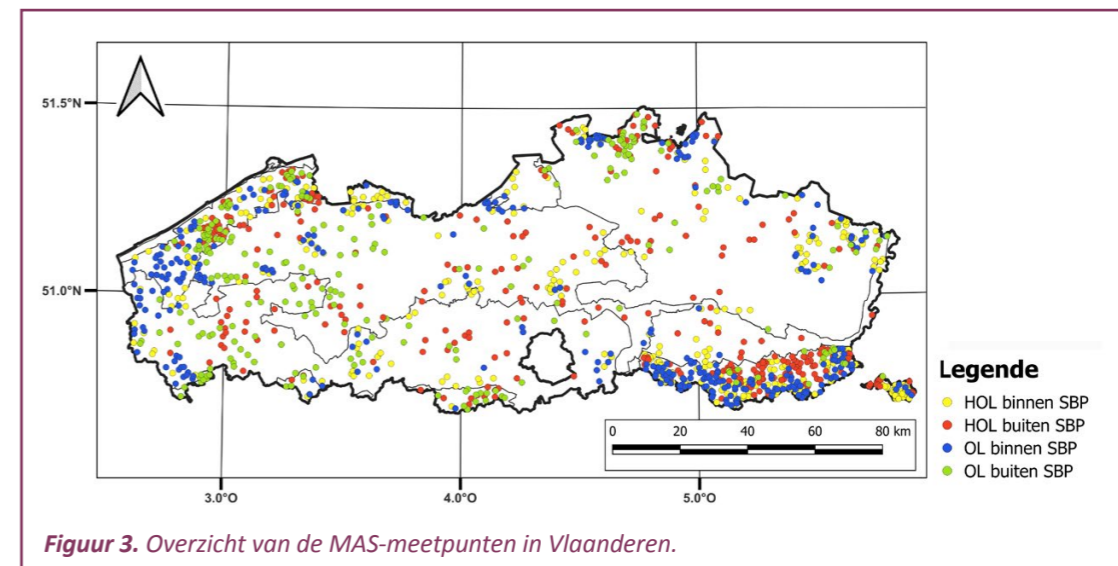 51.5°N
51.0°N
3.0°O
4.0°O
5.0°O
0 20 40 60 80 km
Legende
HOL binnen SBP
HOL buiten SBP
OL binnen SBP
OL buiten SBP
Figuur 3. Overzicht van de MAS-meetpunten in Vlaanderen.